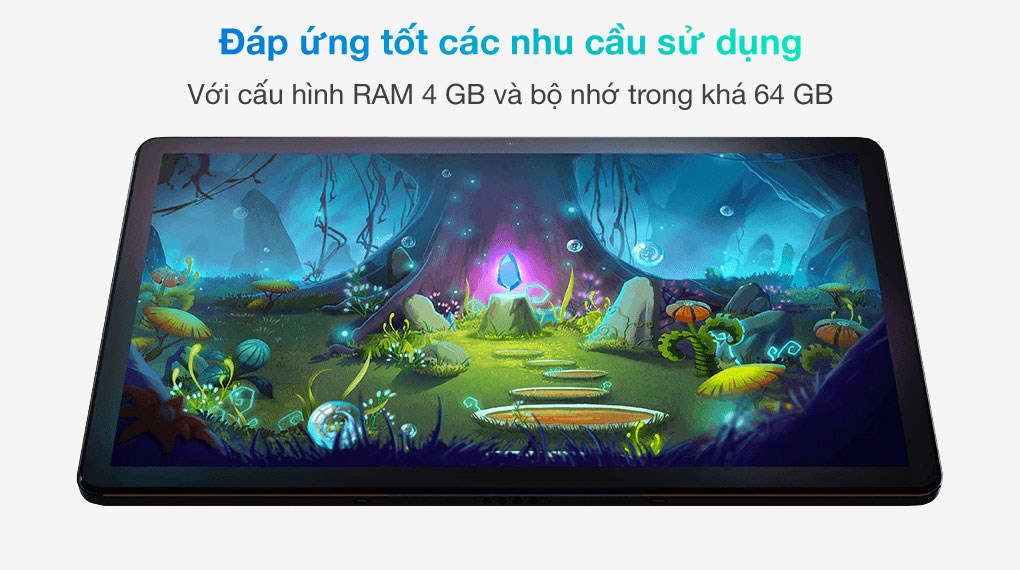 Đáp ứng tốt các nhu cầu sử dụng
Với cấu hình RAM 4 GB và bộ nhớ trong khá 64 GB